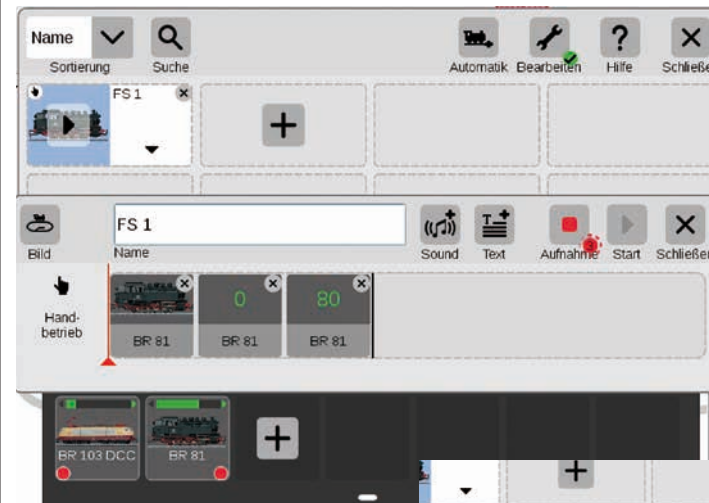 Name
Sortierung
Suche
Automatik
Bearbeiten
Hilfe
Schließe
FS 1
FS 1
Bild
Name
Sound
Text
Aufnahme
Start
Schließen
Hand-
betrieb
BR 81
0
BR 81
80
BR 81
BR 103 DCC
BR 81